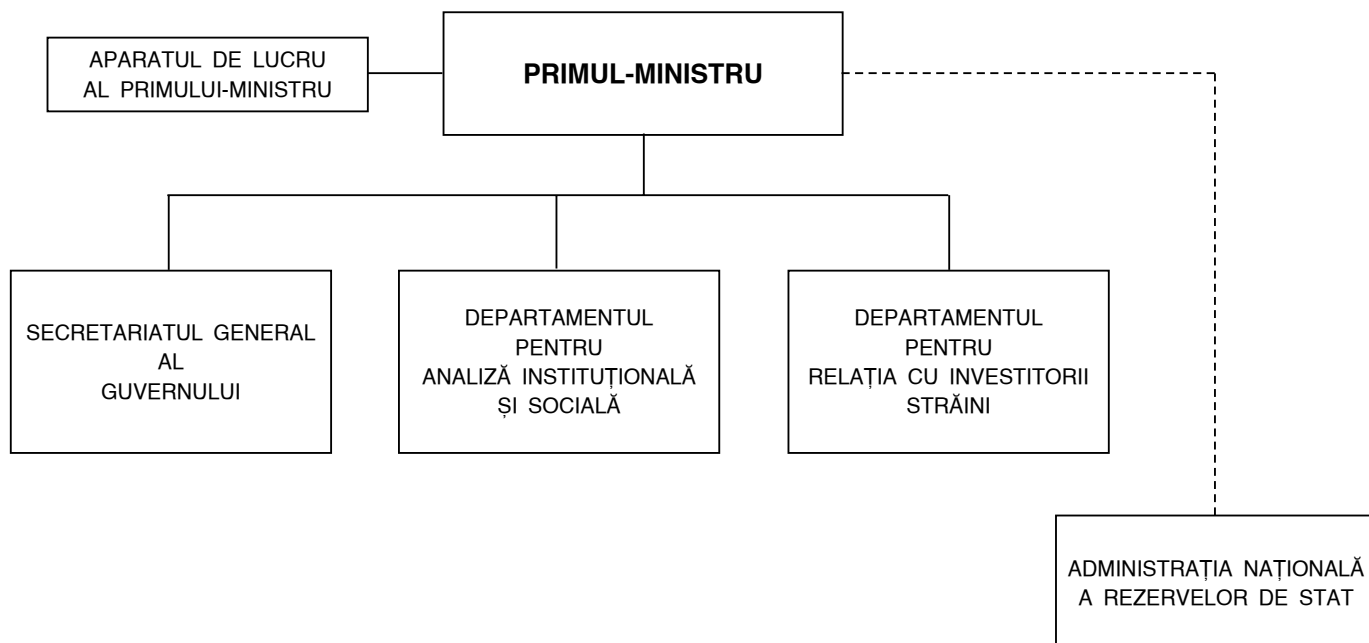 APARATUL DE LUCRU
AL PRIMULUI-MINISTRU
PRIMUL-MINISTRU
SECRETARIATUL GENERAL
AL
GUVERNULUI
DEPARTAMENTUL
PENTRU
ANALIZĂ INSTITUȚIONALĂ
ȘI SOCIALĂ
DEPARTAMENTUL
PENTRU
RELAȚIA CU INVESTITORII
STRĂINI
ADMINISTRAȚIA NAȚIONALĂ
A REZERVELOR DE STAT